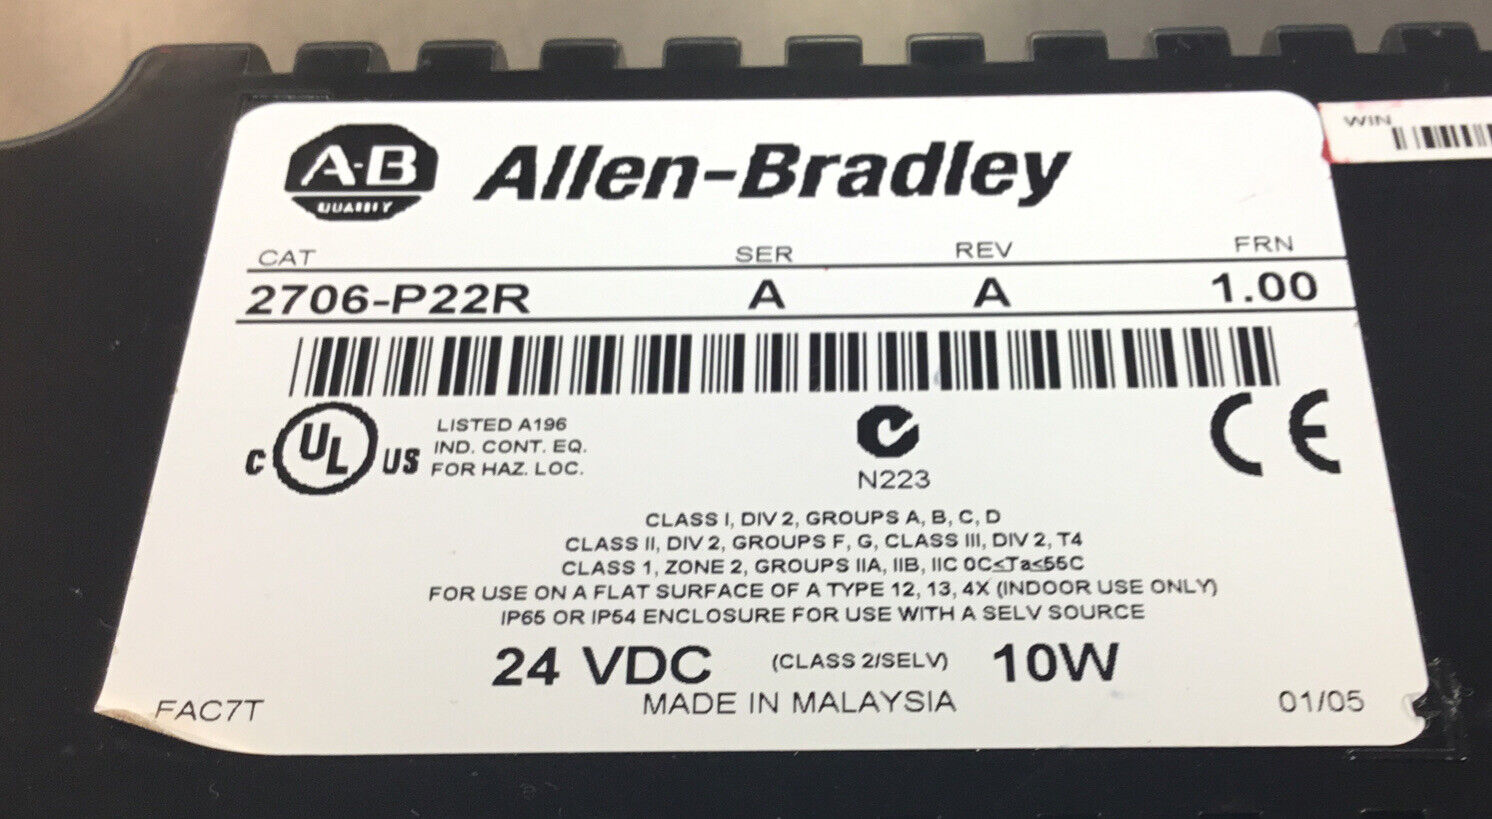 A-B
QUALITY
Allen-Bradley
WIN
CAT SER REV FRN
2706-P22R A A 1.00
C UL US
LISTED A196
IND. CONT. EQ.
FOR HAZ. LOC.
N223
CE
CLASS I, DIV 2, GROUPS A, B, C, D
CLASS II, DIV 2, GROUPS F, G, CLASS III, DIV 2, T4
CLASS 1, ZONE 2, GROUPS IIA, IIB, IIC 0C≤Ta≤55C
FOR USE ON A FLAT SURFACE OF A TYPE 12, 13, 4X (INDOOR USE ONLY)
IP65 OR IP54 ENCLOSURE FOR USE WITH A SELV SOURCE
24 VDC (CLASS 2/SELV) 10W
MADE IN MALAYSIA
FAC7T 01/05